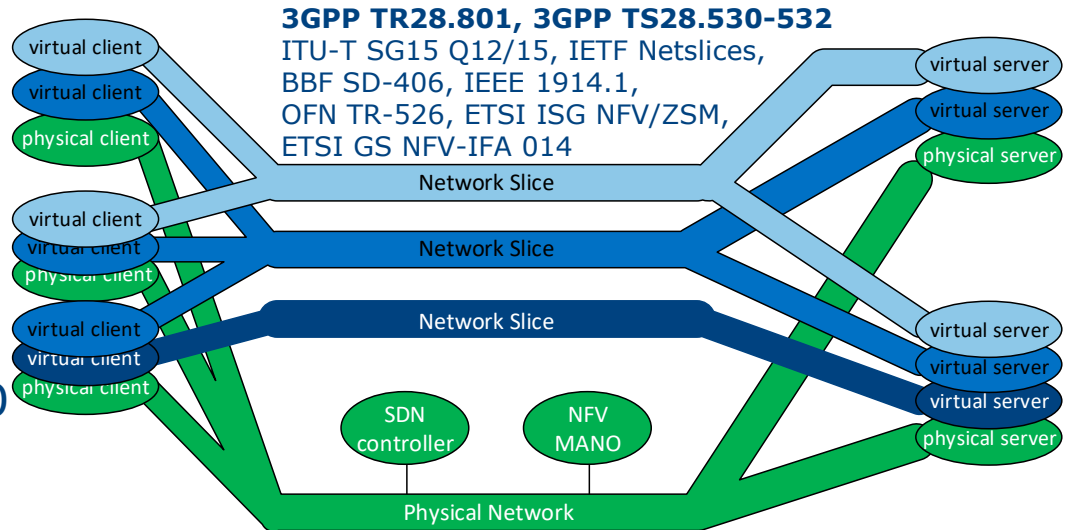 3GPP TR28.801, 3GPP TS28.530-532
ITU-T SG15 Q12/15, IETF Netslices,
BBF SD-406, IEEE 1914.1,
OFN TR-526, ETSI ISG NFV/ZSM,
ETSI GS NFV-IFA 014
virtual client
virtual client
physical client
virtual client
virtual client
physical client
virtual client
virtual client
physical client
)
Network Slice
Network Slice
Network Slice
SDN
controller
NFV
MANO
Physical Network
virtual server
virtual server
physical server
virtual server
virtual server
virtual server
physical server